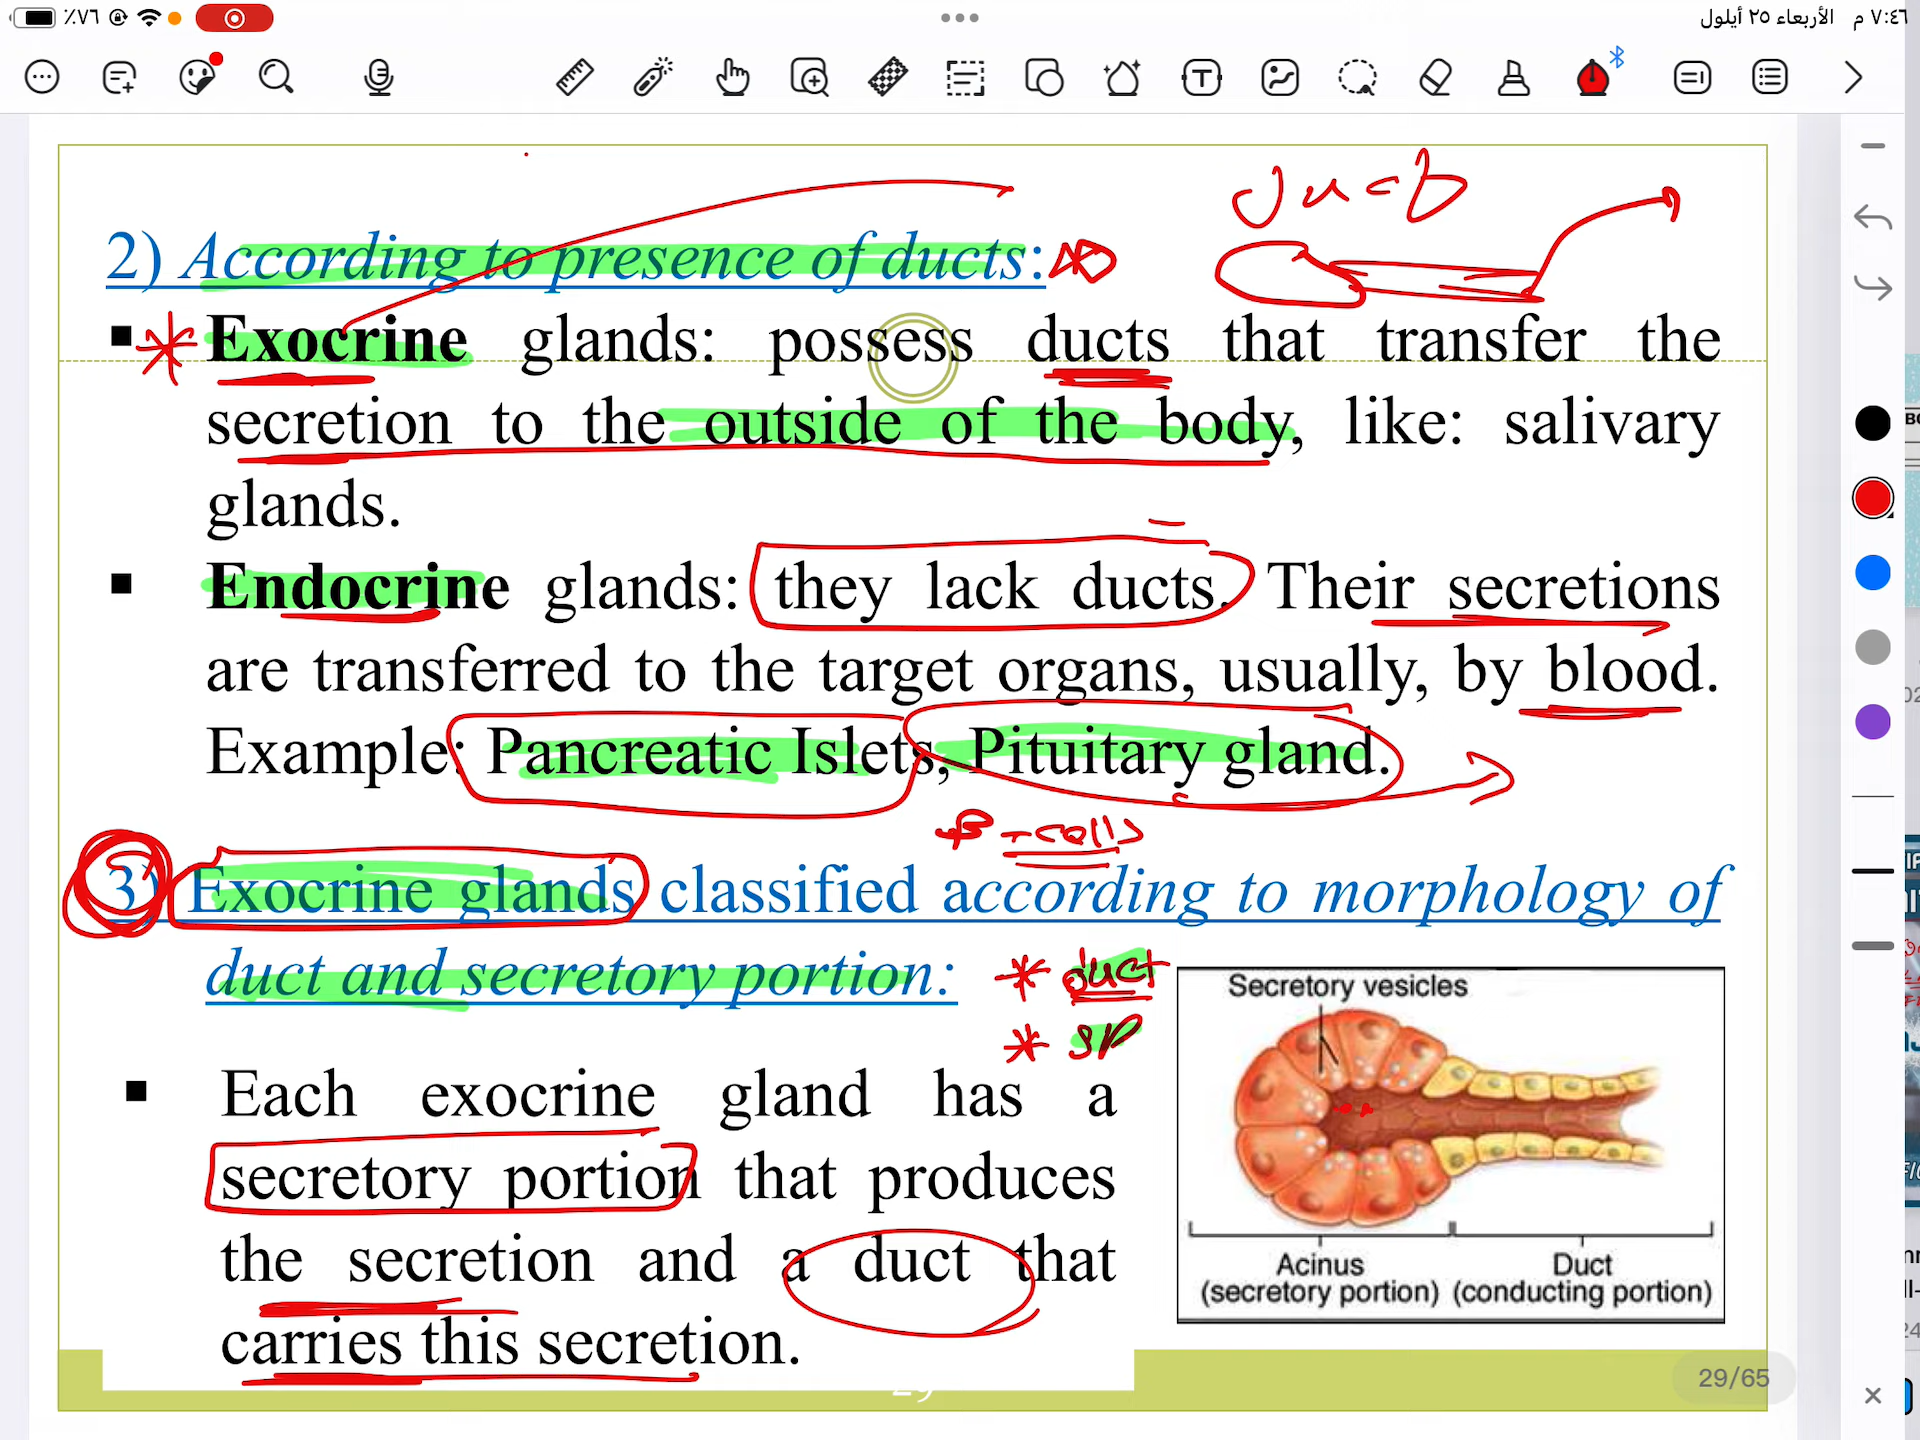 ٪٧٦
٧:٤٦ م الأربعاء ٢٥ أيلول
2) According to presence of ducts:
Exocrine glands: possess ducts that transfer the
secretion to the outside of the body, like: salivary
glands.
Endocrine glands: they lack ducts. Their secretions
are transferred to the target organs, usually, by blood.
Example: Pancreatic Islets, Pituitary gland.
β-cells
3) Exocrine glands classified according to morphology of
duct and secretory portion:
* duct
* SP
Each exocrine gland has a
secretory portion that produces
the secretion and a duct that
carries this secretion.
Secretory vesicles
Acinus
(secretory portion)
Duct
(conducting portion)
29/65